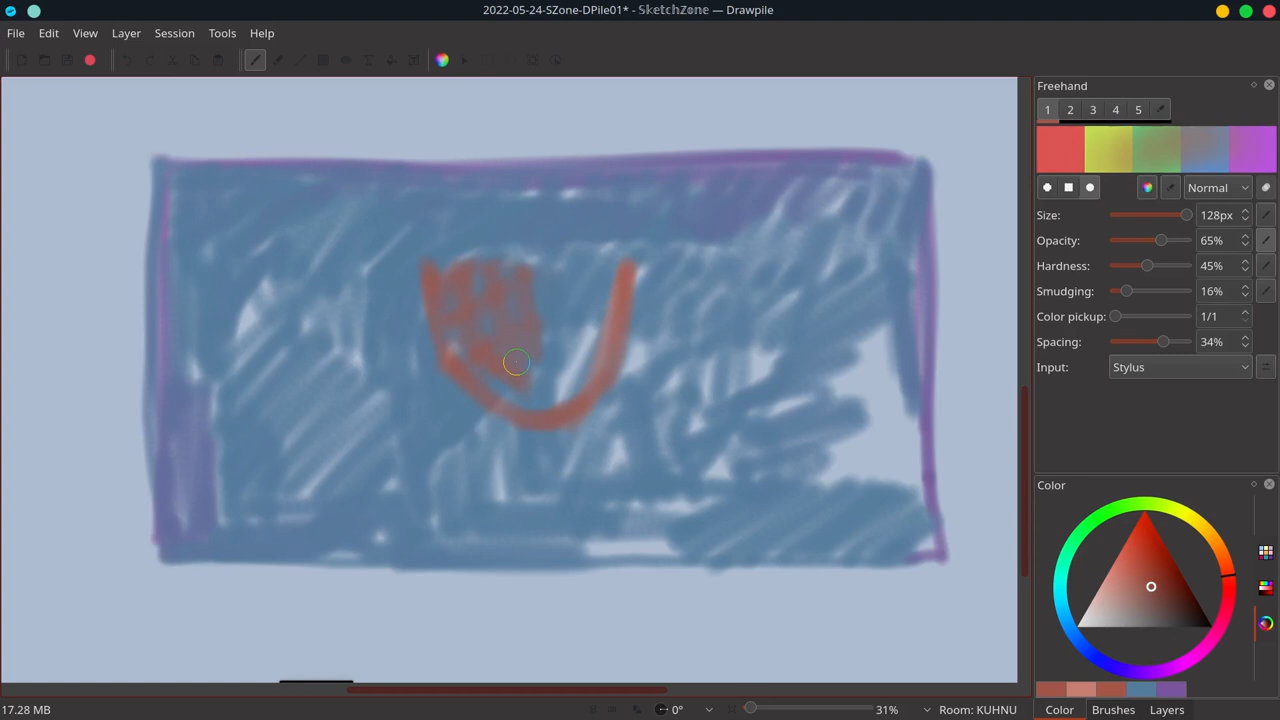 2022-05-24-SZone-DPile01* - SketchZone — Drawpile
File Edit View Layer Session Tools Help
Freehand
1 2 3 4 5
Normal
Size: 128px
Opacity: 65%
Hardness: 45%
Smudging: 16%
Color pickup: 1/1
Spacing: 34%
Input: Stylus
Color
17.28 MB 0° 31% Room: KUHNU Color Brushes Layers